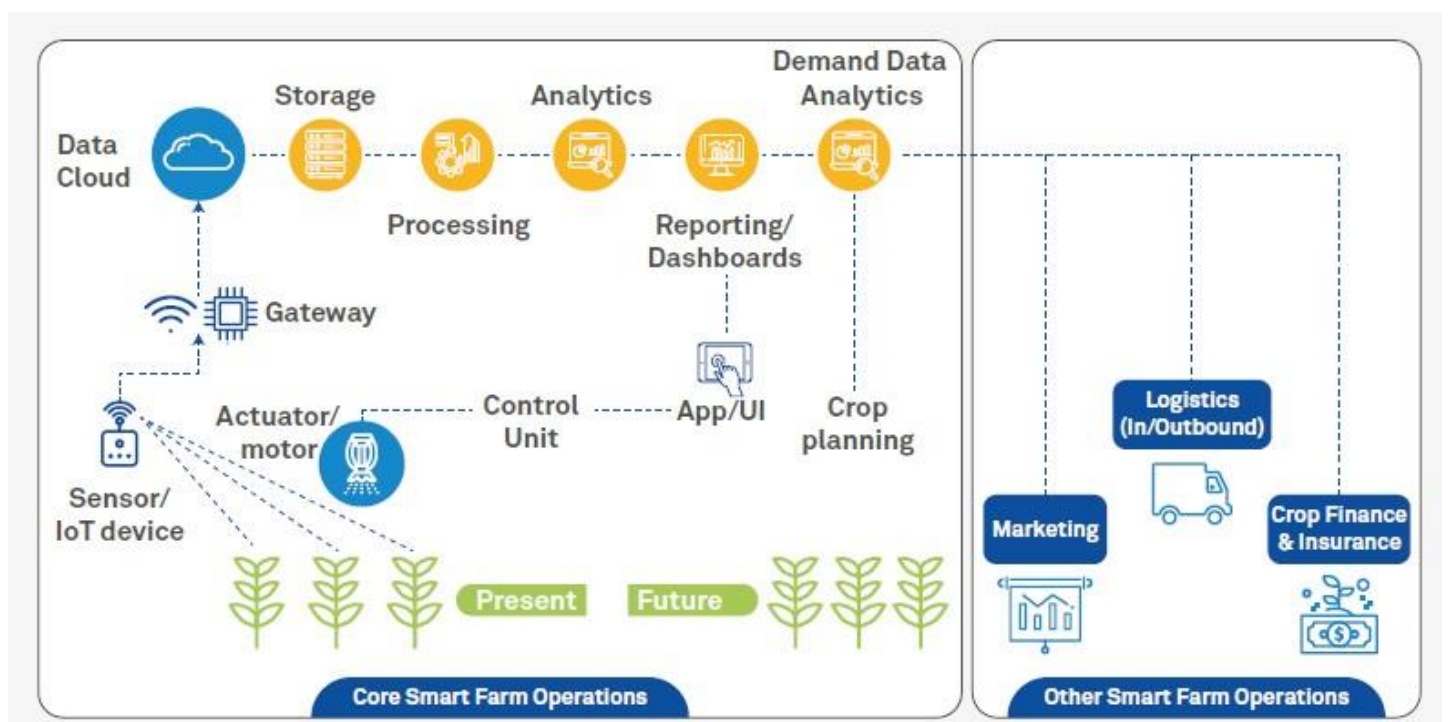 Demand Data
Analytics
Storage
Analytics
Data
Cloud
Processing
Reporting/
Dashboards
Gateway
Actuator/
motor
Control
Unit
App/UI
Crop
planning
Sensor/
IoT device
Present
Future
Core Smart Farm Operations
Logistics
(In/Outbound)
Marketing
Crop Finance
& Insurance
$
Other Smart Farm Operations